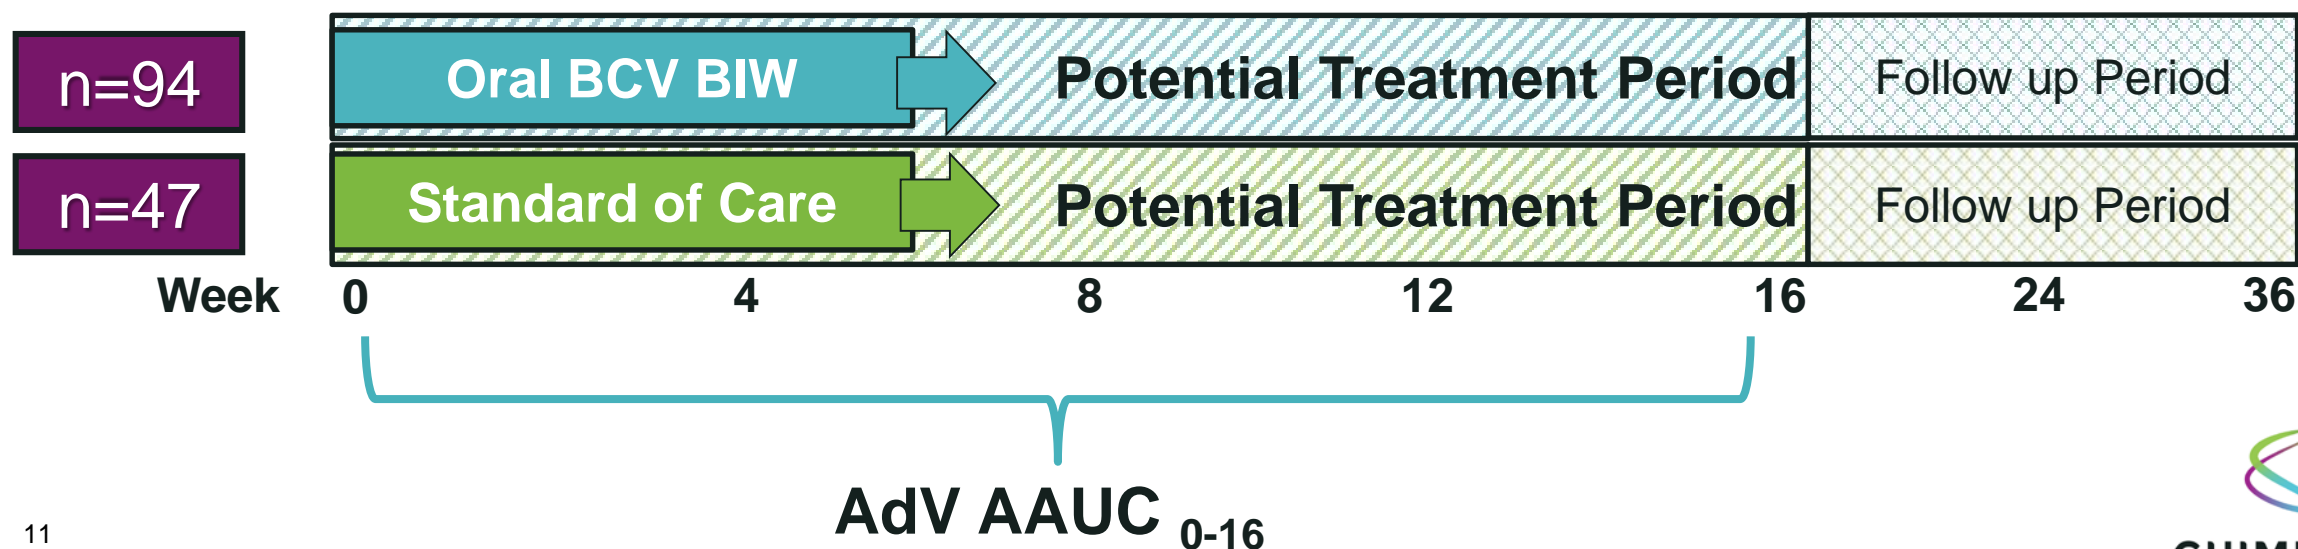 n=94 Oral BCV BIW Potential Treatment Period Follow up Period
n=47 Standard of Care Potential Treatment Period Follow up Period
Week 0 4 8 12 16 24 36
AdV AAUC 0-16
11